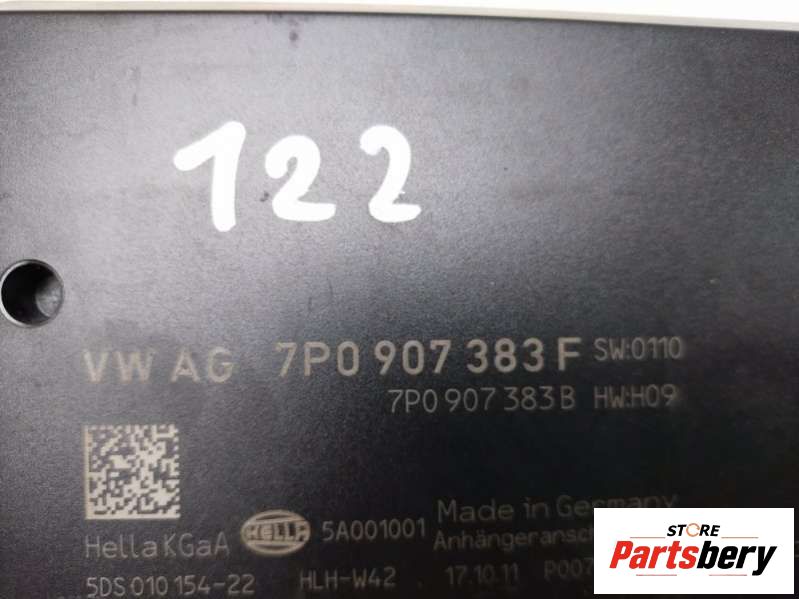 122
VW AG 7P0 907 383 F SW:0110
7P0 907 383 B HW:H09
Made in Germany
Hella KGaA HELLA 5A001001
5DS 010 154-22 HLH-W42 17.10.11
STORE
Partsbery